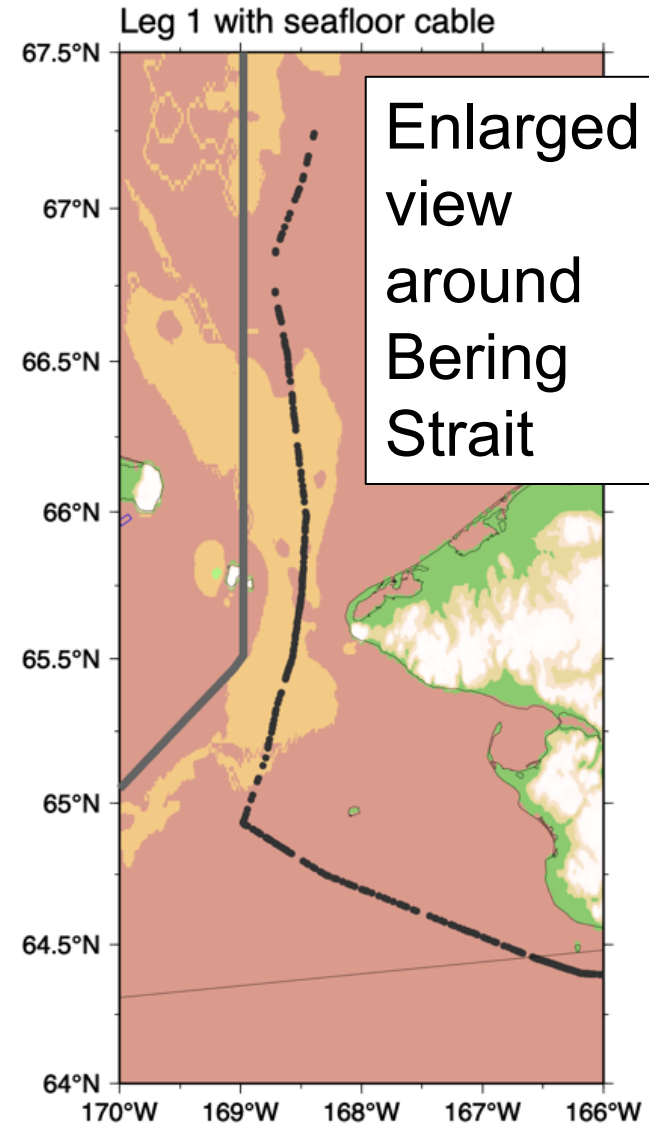 Leg 1 with seafloor cable
67.5°N
67°N
66.5°N
66°N
65.5°N
65°N
64.5°N
64°N
170°W 169°W 168°W 167°W 166°W
Enlarged
view
around
Bering
Strait